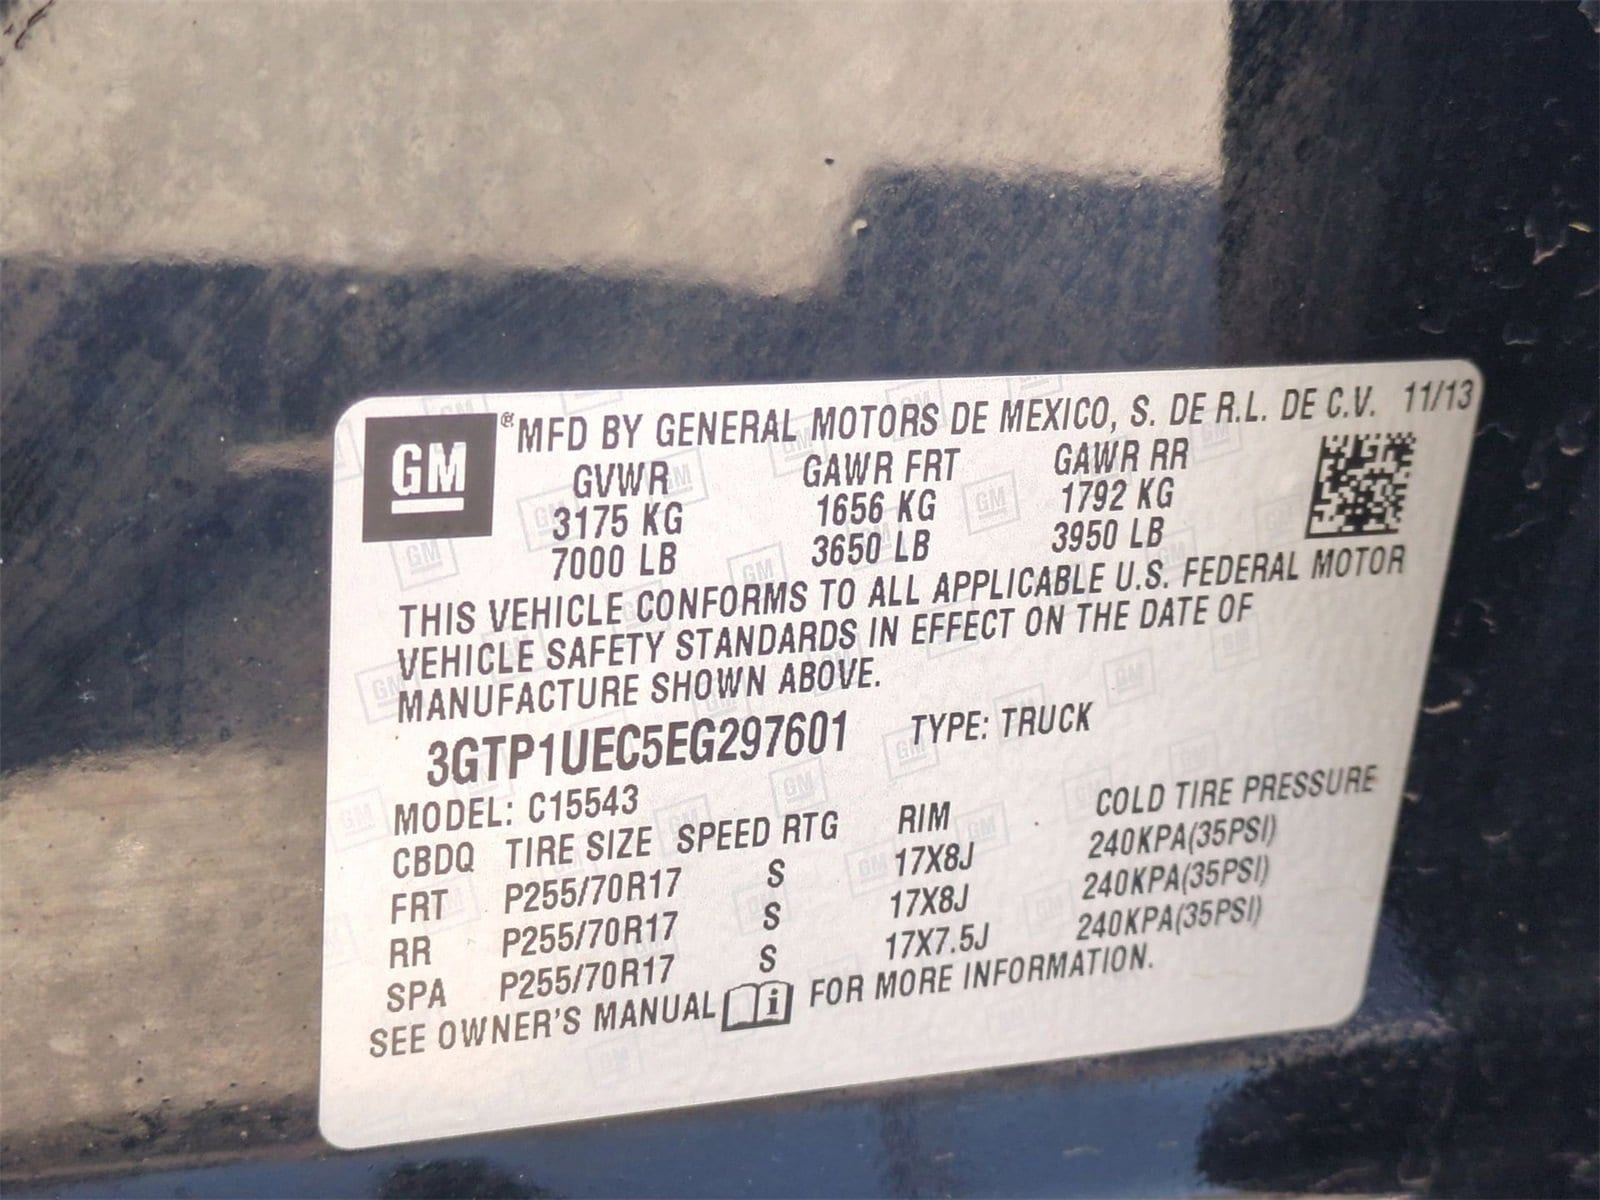 GM ® MFD BY GENERAL MOTORS DE MEXICO, S. DE R.L. DE C.V. 11/13
GVWR GAWR FRT GAWR RR
3175 KG 1656 KG 1792 KG
7000 LB 3650 LB 3950 LB
THIS VEHICLE CONFORMS TO ALL APPLICABLE U.S. FEDERAL MOTOR
VEHICLE SAFETY STANDARDS IN EFFECT ON THE DATE OF
MANUFACTURE SHOWN ABOVE.
3GTP1UEC5EG297601 TYPE: TRUCK
MODEL: C15543
CBDQ TIRE SIZE SPEED RTG RIM COLD TIRE PRESSURE
FRT P255/70R17 S 17X8J 240KPA(35PSI)
RR P255/70R17 S 17X8J 240KPA(35PSI)
SPA P255/70R17 S 17X7.5J 240KPA(35PSI)
SEE OWNER'S MANUAL i FOR MORE INFORMATION.